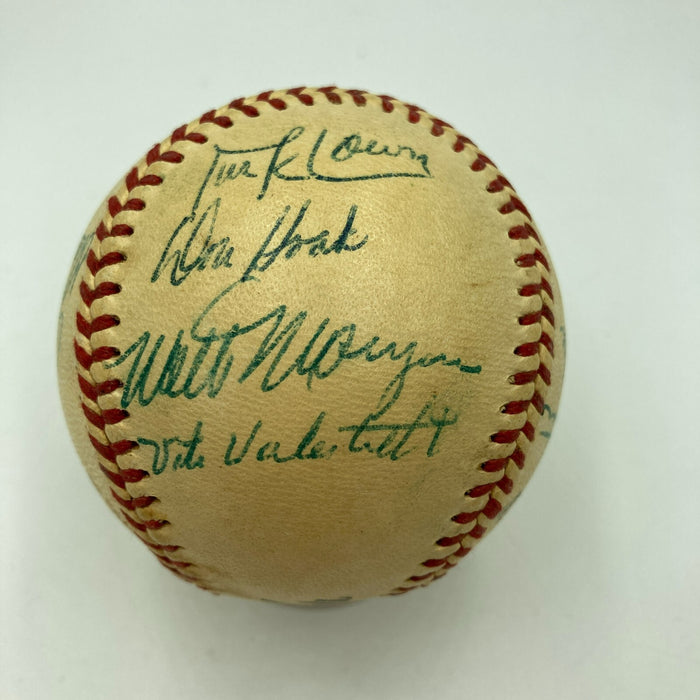 Turk Lown
Don Hoak
Walt Moryn
Vito Valentinetti